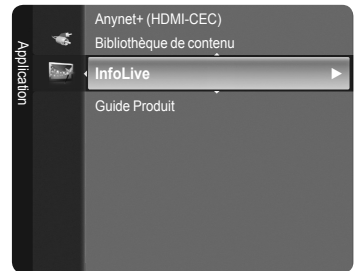 Application
Anynet+ (HDMI-CEC)
Bibliothèque de contenu
InfoLive
Guide Produit